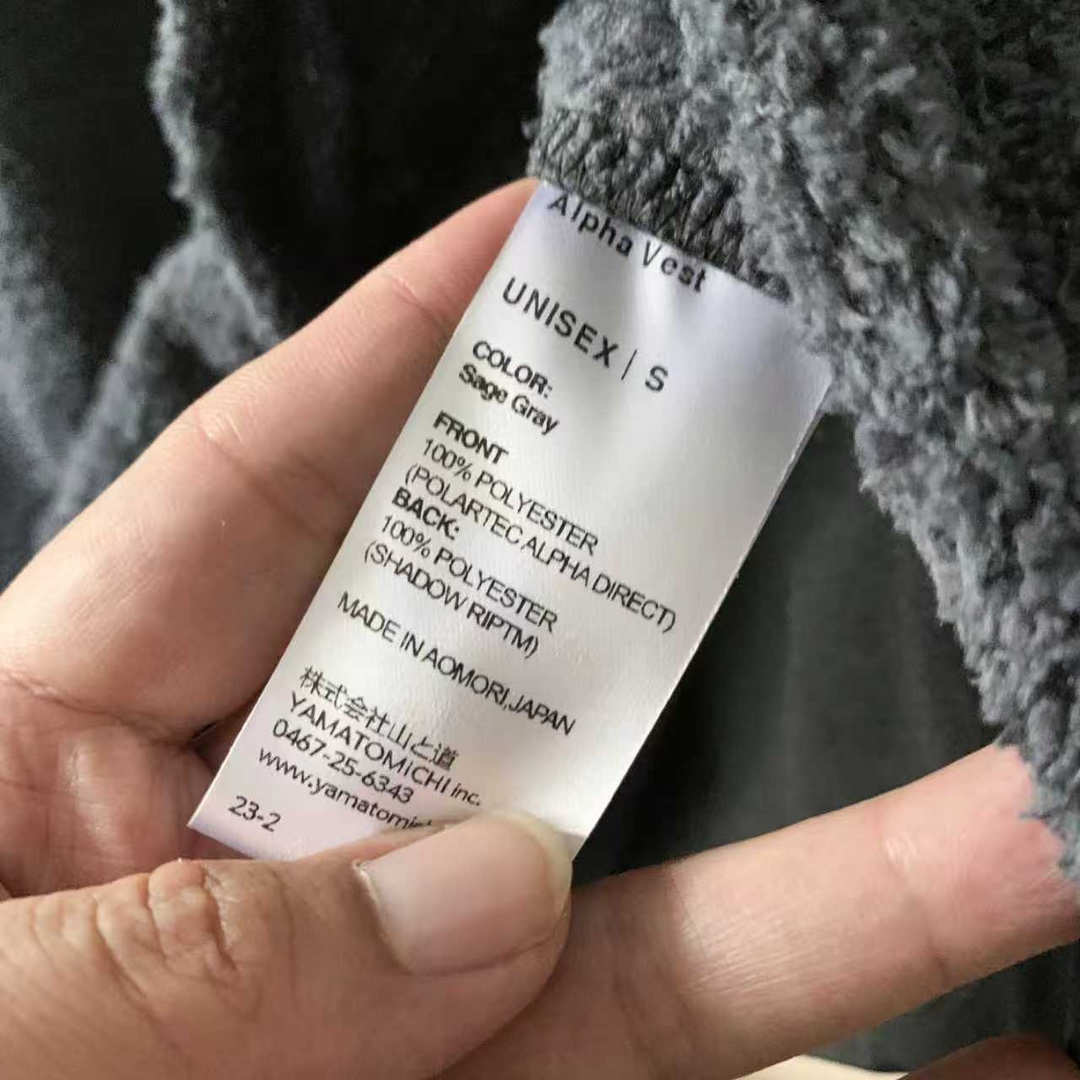 Alpha Vest
UNISEX | S
COLOR:
Sage Gray
FRONT
100% POLYESTER
(POLARTEC ALPHA DIRECT)
BACK:
100% POLYESTER
(SHADOW RIPTM)
MADE IN AOMORI,JAPAN
株式会社山と道
YAMATOMICHI inc.
0467-25-6343
23-2